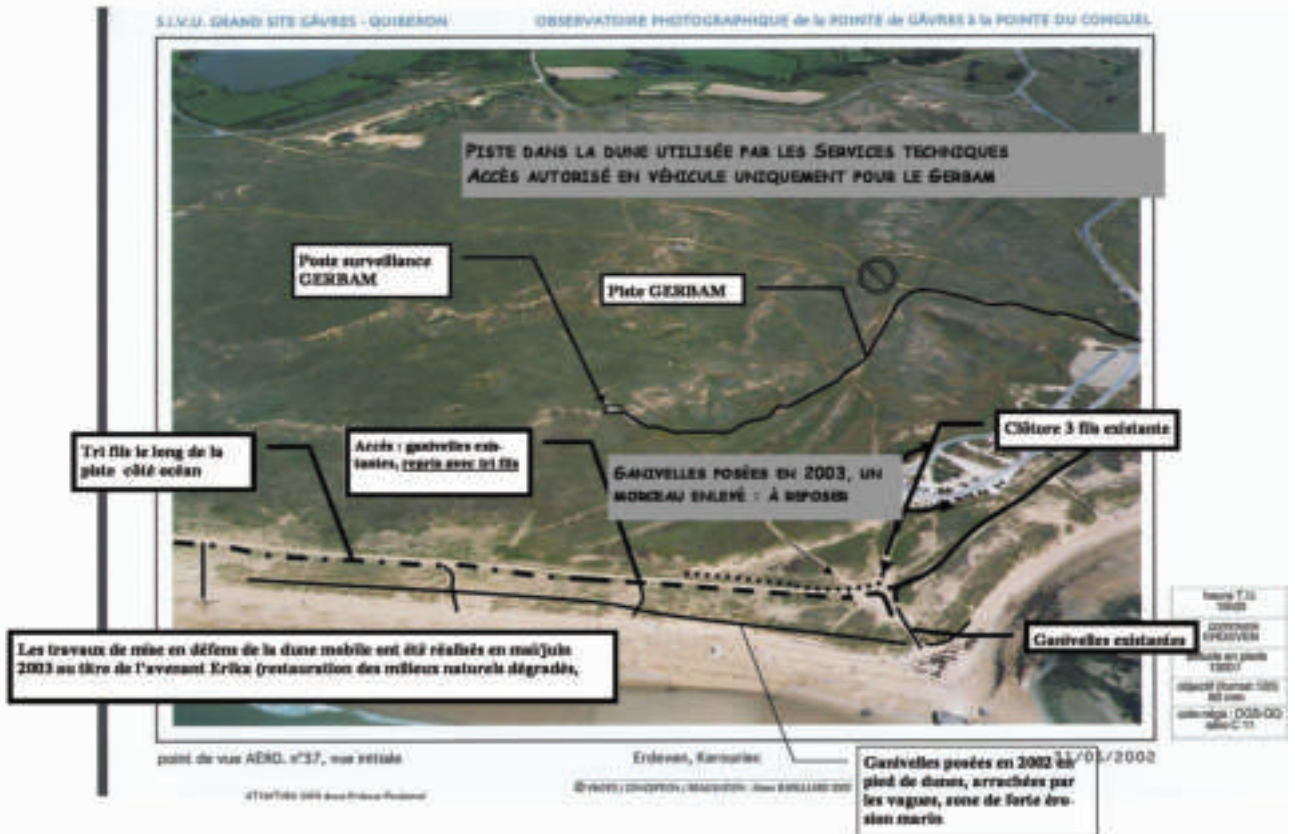 S.I.V.U. GRAND SITE GÂVRES - QUIBERON
OBSERVATOIRE PHOTOGRAPHIQUE de la POINTE de GÂVRES à la POINTE DU CONGUEL
PISTE DANS LA DUNE UTILISÉE PAR LES SERVICES TECHNIQUES
ACCÈS AUTORISÉ EN VÉHICULE UNIQUEMENT POUR LE GERBAM
Poste surveillance
GERBAM
Piste GERBAM
Tri fils le long de la
piste côté océan
Accès : ganivelles exis-
tantes, repris avec tri fils
Clôture 3 fils existante
GANIVELLES POSÉES EN 2003, UN
MORCEAU ENLEVÉ : À REPOSER
Les travaux de mise en défens de la dune mobile ont été réalisés en mai/juin
2003 au titre de l'avenant Erika (restauration des milieux naturels dégradés,
Ganivelles existantes
heure T.U.
ERDEVEN
point de vue AERO. n°37, vue initiale
Erdeven,
/05/2002
Ganivelles posées en 2002 en
pied de dunes, arrachées par
les vagues, zone de forte éro-
sion marin